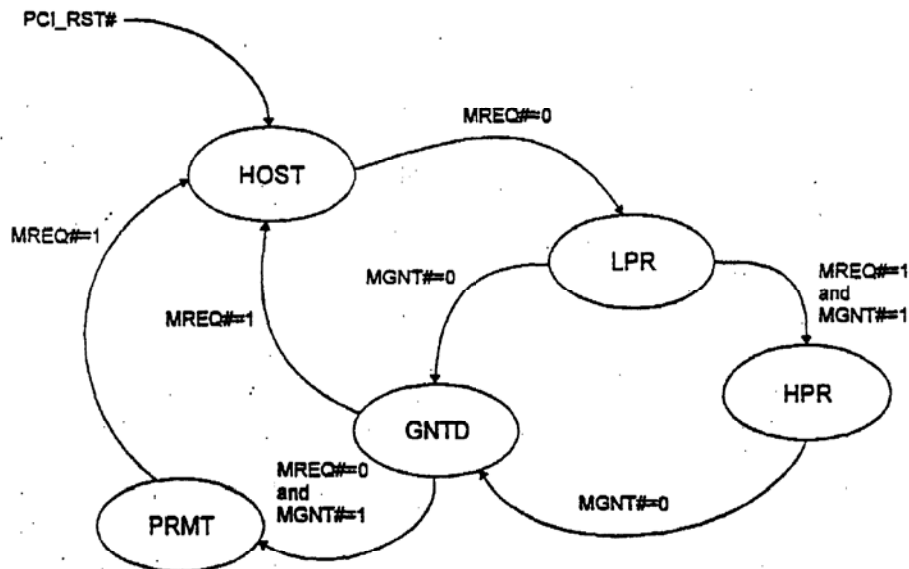 PCI_RST#
MREQ#=0
HOST
MREQ#=1
LPR
MGNT#=0
MREQ#=1
and
MGNT#=1
MREQ#=1
HPR
GNTD
MREQ#=0
and
MGNT#=1
MGNT#=0
PRMT